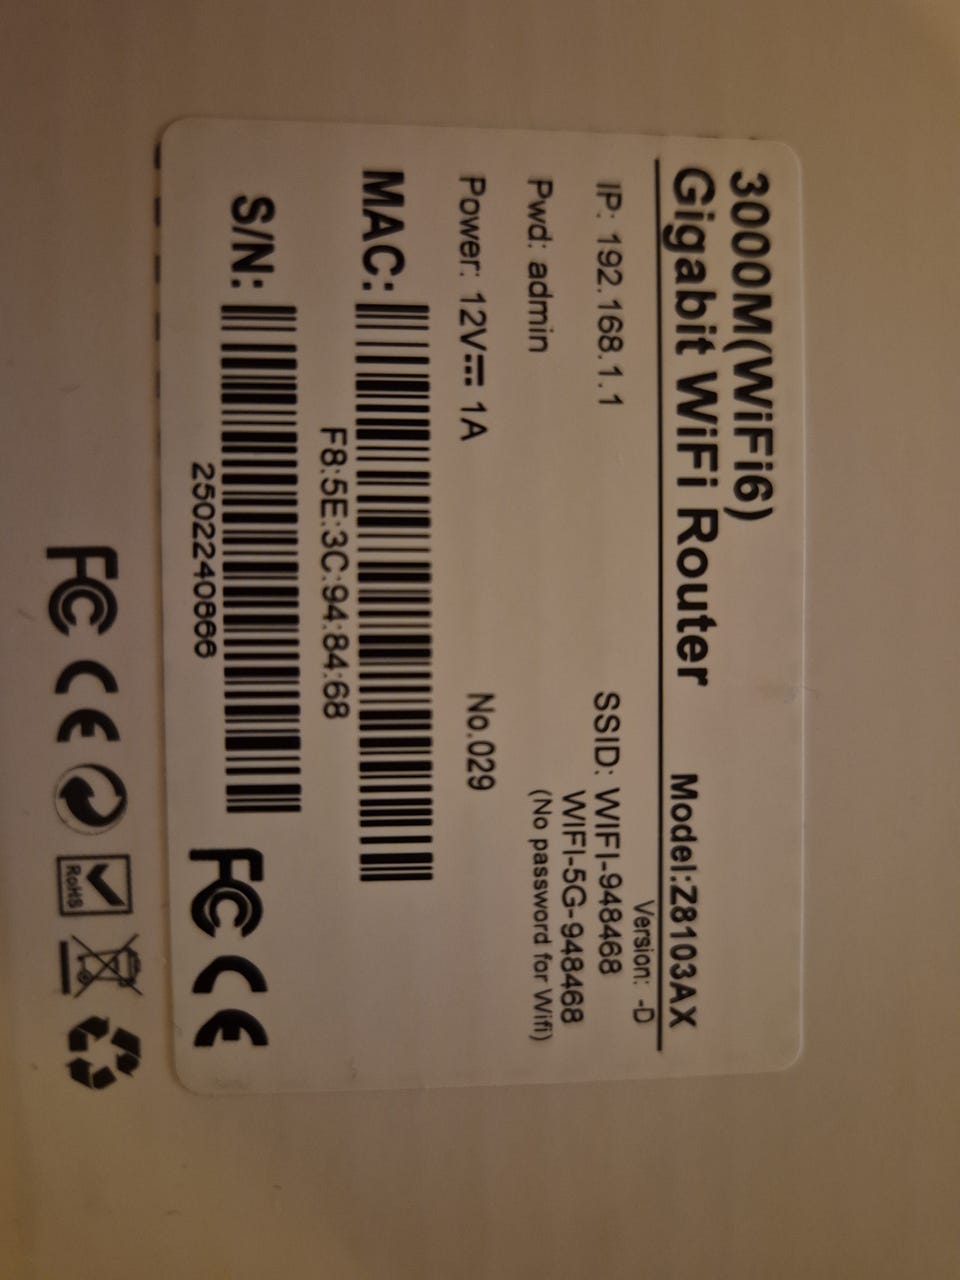 3000M(WiFi6)
Gigabit WiFi Router Model:Z8103AX
Version: -D
IP: 192.168.1.1 SSID: WIFI-948468
WIFI-5G-948468
Pwd: admin (No password for Wifi)
Power: 12V⎓ 1A No.029
MAC:
F8:5E:3C:94:84:68
S/N:
2502240866
FC CE
FC CE RoHS